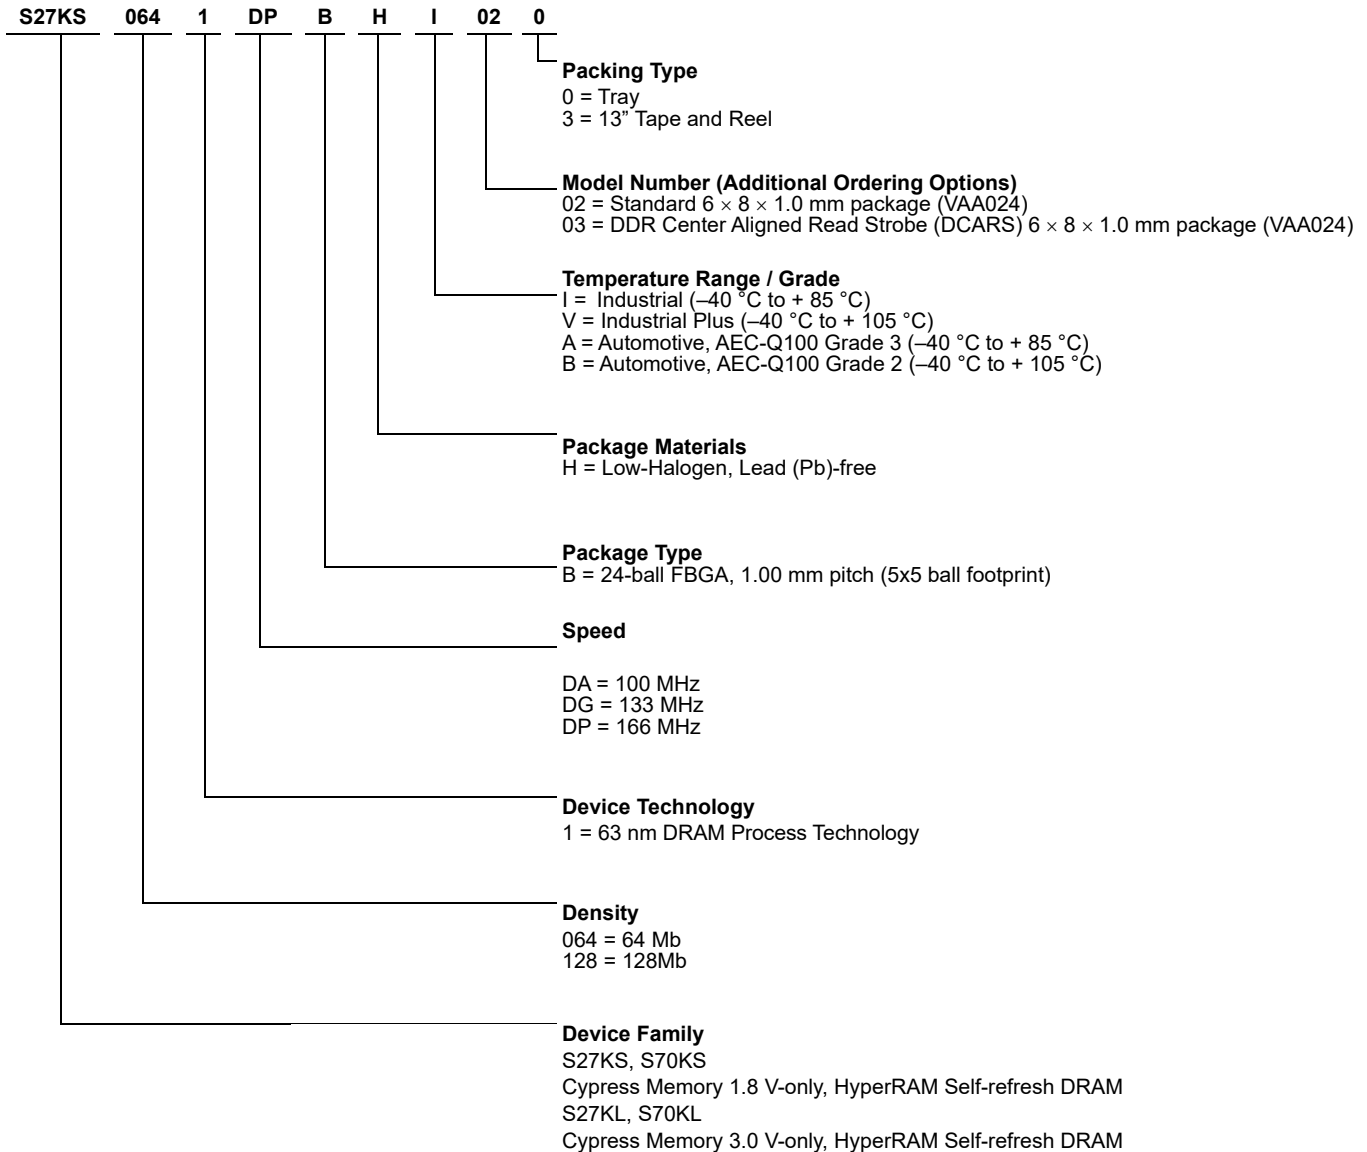 S27KS 064 1 DP B H I 02 0
Packing Type
0 = Tray
3 = 13” Tape and Reel
Model Number (Additional Ordering Options)
02 = Standard 6 × 8 × 1.0 mm package (VAA024)
03 = DDR Center Aligned Read Strobe (DCARS) 6 × 8 × 1.0 mm package (VAA024)
Temperature Range / Grade
I = Industrial (–40 °C to + 85 °C)
V = Industrial Plus (–40 °C to + 105 °C)
A = Automotive, AEC-Q100 Grade 3 (–40 °C to + 85 °C)
B = Automotive, AEC-Q100 Grade 2 (–40 °C to + 105 °C)
Package Materials
H = Low-Halogen, Lead (Pb)-free
Package Type
B = 24-ball FBGA, 1.00 mm pitch (5x5 ball footprint)
Speed
DA = 100 MHz
DG = 133 MHz
DP = 166 MHz
Device Technology
1 = 63 nm DRAM Process Technology
Density
064 = 64 Mb
128 = 128Mb
Device Family
S27KS, S70KS
Cypress Memory 1.8 V-only, HyperRAM Self-refresh DRAM
S27KL, S70KL
Cypress Memory 3.0 V-only, HyperRAM Self-refresh DRAM